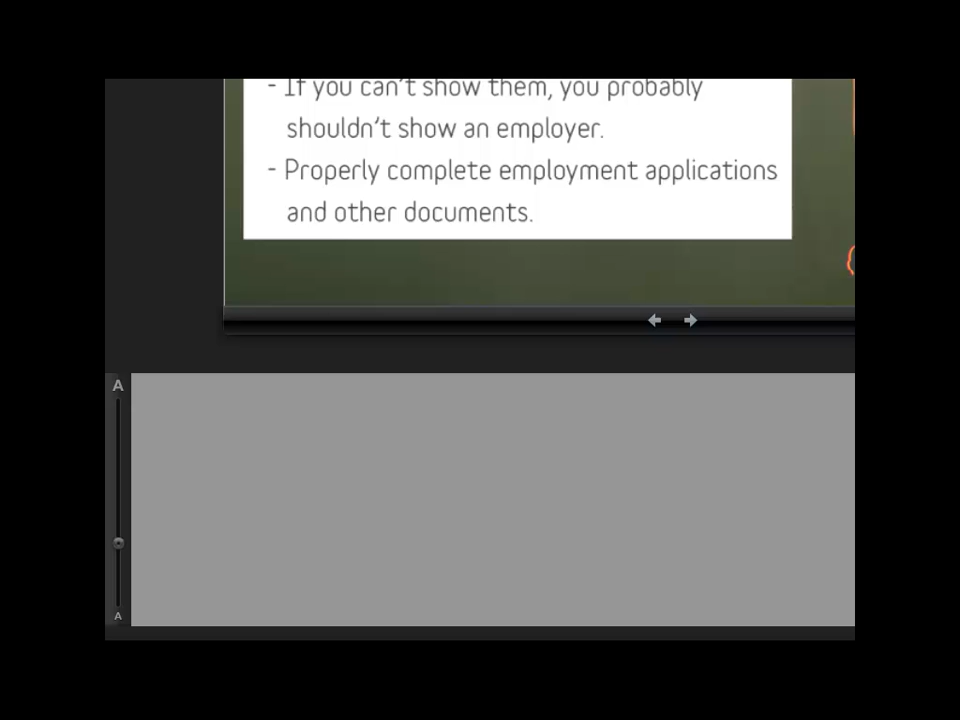 - If you can't show them, you probably
shouldn't show an employer.
- Properly complete employment applications
and other documents.
A
A